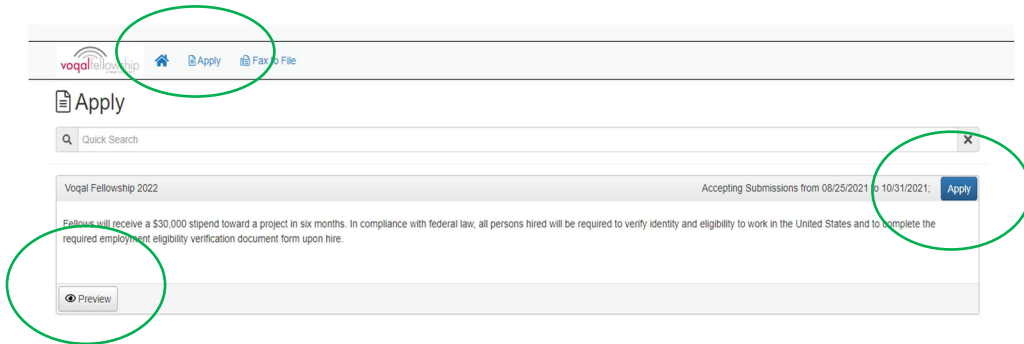 voqalfellowship
Apply
Fax to File
Apply
Quick Search
Voqal Fellowship 2022
Accepting Submissions from 08/25/2021 to 10/31/2021;
Apply
Fellows will receive a $30,000 stipend toward a project in six months. In compliance with federal law, all persons hired will be required to verify identity and eligibility to work in the United States and to complete the
required employment eligibility verification document form upon hire.
Preview